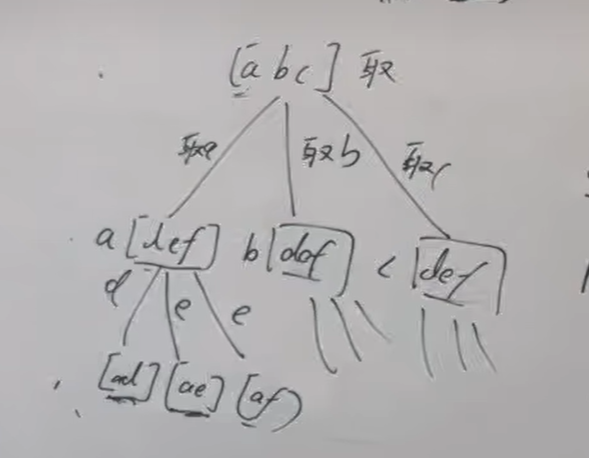 [abc] 取
取a 取b 取c
a[def] b[def] c[def]
d e e
[ad] [ae] [af]